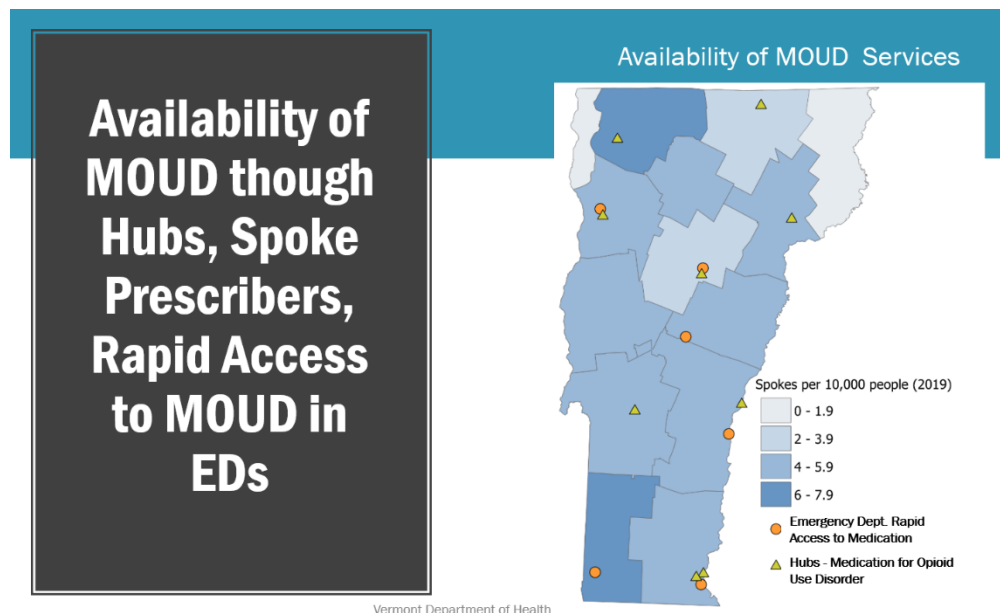 Availability of MOUD Services
Availability of
MOUD though
Hubs, Spoke
Prescribers,
Rapid Access
to MOUD in
EDs
Spokes per 10,000 people (2019)
0 - 1.9
2 - 3.9
4 - 5.9
6 - 7.9
Emergency Dept. Rapid
Access to Medication
Hubs - Medication for Opioid
Use Disorder
Vermont Department of Health